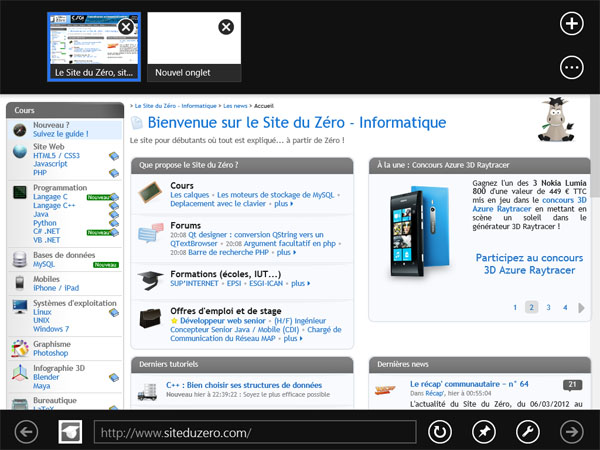 Le Site du Zéro, sit...
Nouvel onglet
Cours
Nouveau ?
Suivez le guide !
Site Web
HTML5 / CSS3
Javascript
PHP
Programmation
Langage C Nouveau
Langage C++
Java
Python
C# .NET Nouveau
VB .NET
Bases de données
MySQL Nouveau
Mobiles
iPhone / iPad
Systèmes d'exploitation
Linux
UNIX
Windows 7
Graphisme
Photoshop
Infographie 3D
Blender
Maya
Bureautique
LaTeX
> Le Site du Zéro - Informatique > Les news > Accueil
Bienvenue sur le Site du Zéro - Informatique
Le site pour débutants où tout est expliqué... à partir de Zéro !
Que propose le Site du Zéro ?
Cours
Les calques - Les moteurs de stockage de MySQL -
Deplacement avec le clavier - plus
Forums
20:08 Qt designer : conversion QString vers un
QTextBrowser - 20:08 Argument facultatif en php -
20:08 Barre de recherche PHP - plus
Formations (écoles, IUT...)
SUP'INTERNET - EPSI - ESGI-ICAN - plus
Offres d'emploi et de stage
Développeur web senior - (H/F) Ingénieur
Concepteur Senior Java / Mobile (CDI) - Chargé de
Communication du Réseau MAP - plus
À la une : Concours Azure 3D Raytracer
Gagnez l'un des 3 Nokia Lumia
800 d'une valeur de 449 € TTC
mis en jeu dans le concours 3D
Azure Raytracer en mettant en
scène un soleil dans le
générateur 3D Raytracer !
Participez au concours
3D Azure Raytracer
1 2 3 4
Derniers tutoriels
C++ : Bien choisir ses structures de données
Nouveau hier à 22:39:22 : Soyez le plus efficace possible
Dernières news
Le récap' communautaire - n° 64 21
Dans Récap', hier à 00:55:04
L'actualité du Site du Zéro, du 6/03/2012 au
http://www.siteduzero.com/